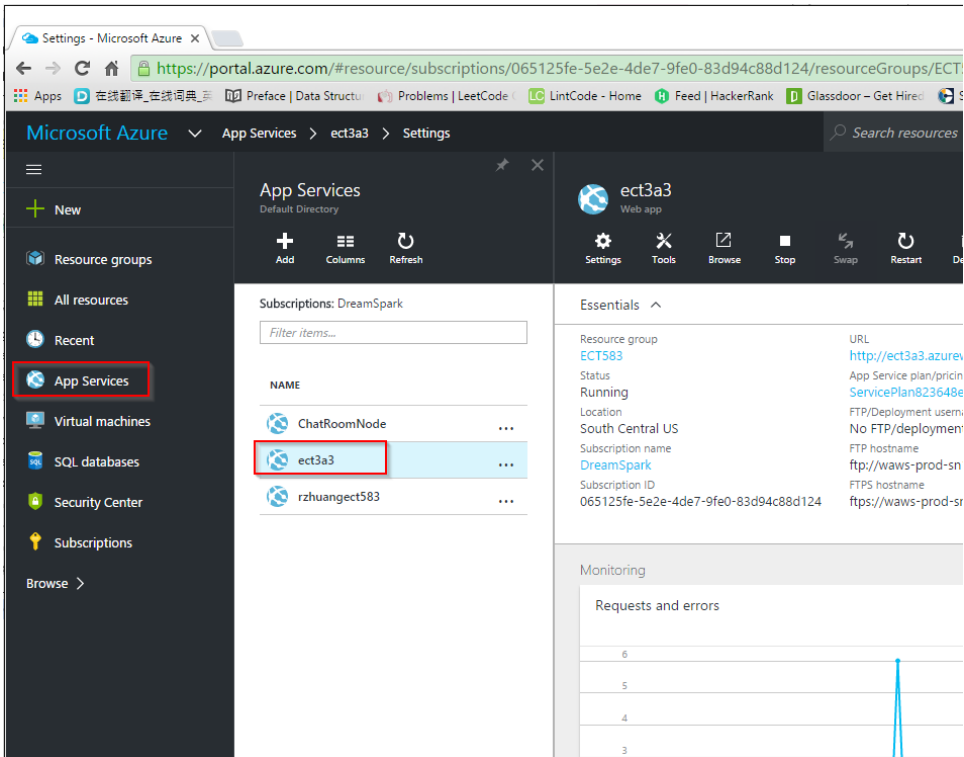 Settings - Microsoft Azure
https://portal.azure.com/#resource/subscriptions/065125fe-5e2e-4de7-9fe0-83d94c88d124/resourceGroups/ECT5
Apps 在线翻译_在线词典_英 Preface | Data Structur Problems | LeetCode LintCode - Home Feed | HackerRank Glassdoor – Get Hired
Microsoft Azure App Services > ect3a3 > Settings Search resources
New
Resource groups
All resources
Recent
App Services
Virtual machines
SQL databases
Security Center
Subscriptions
Browse >
App Services
Default Directory
Add Columns Refresh
Subscriptions: DreamSpark
Filter items...
NAME
ChatRoomNode ...
ect3a3 ...
rzhuangect583 ...
ect3a3
Web app
Settings Tools Browse Stop Swap Restart De
Essentials
Resource group
ECT583
Status
Running
Location
South Central US
Subscription name
DreamSpark
Subscription ID
065125fe-5e2e-4de7-9fe0-83d94c88d124
URL
http://ect3a3.azurew
App Service plan/pricin
ServicePlan823648e
FTP/Deployment userna
No FTP/deployment
FTP hostname
ftp://waws-prod-sn
FTPS hostname
ftps://waws-prod-sn
Monitoring
Requests and errors
6
5
4
3